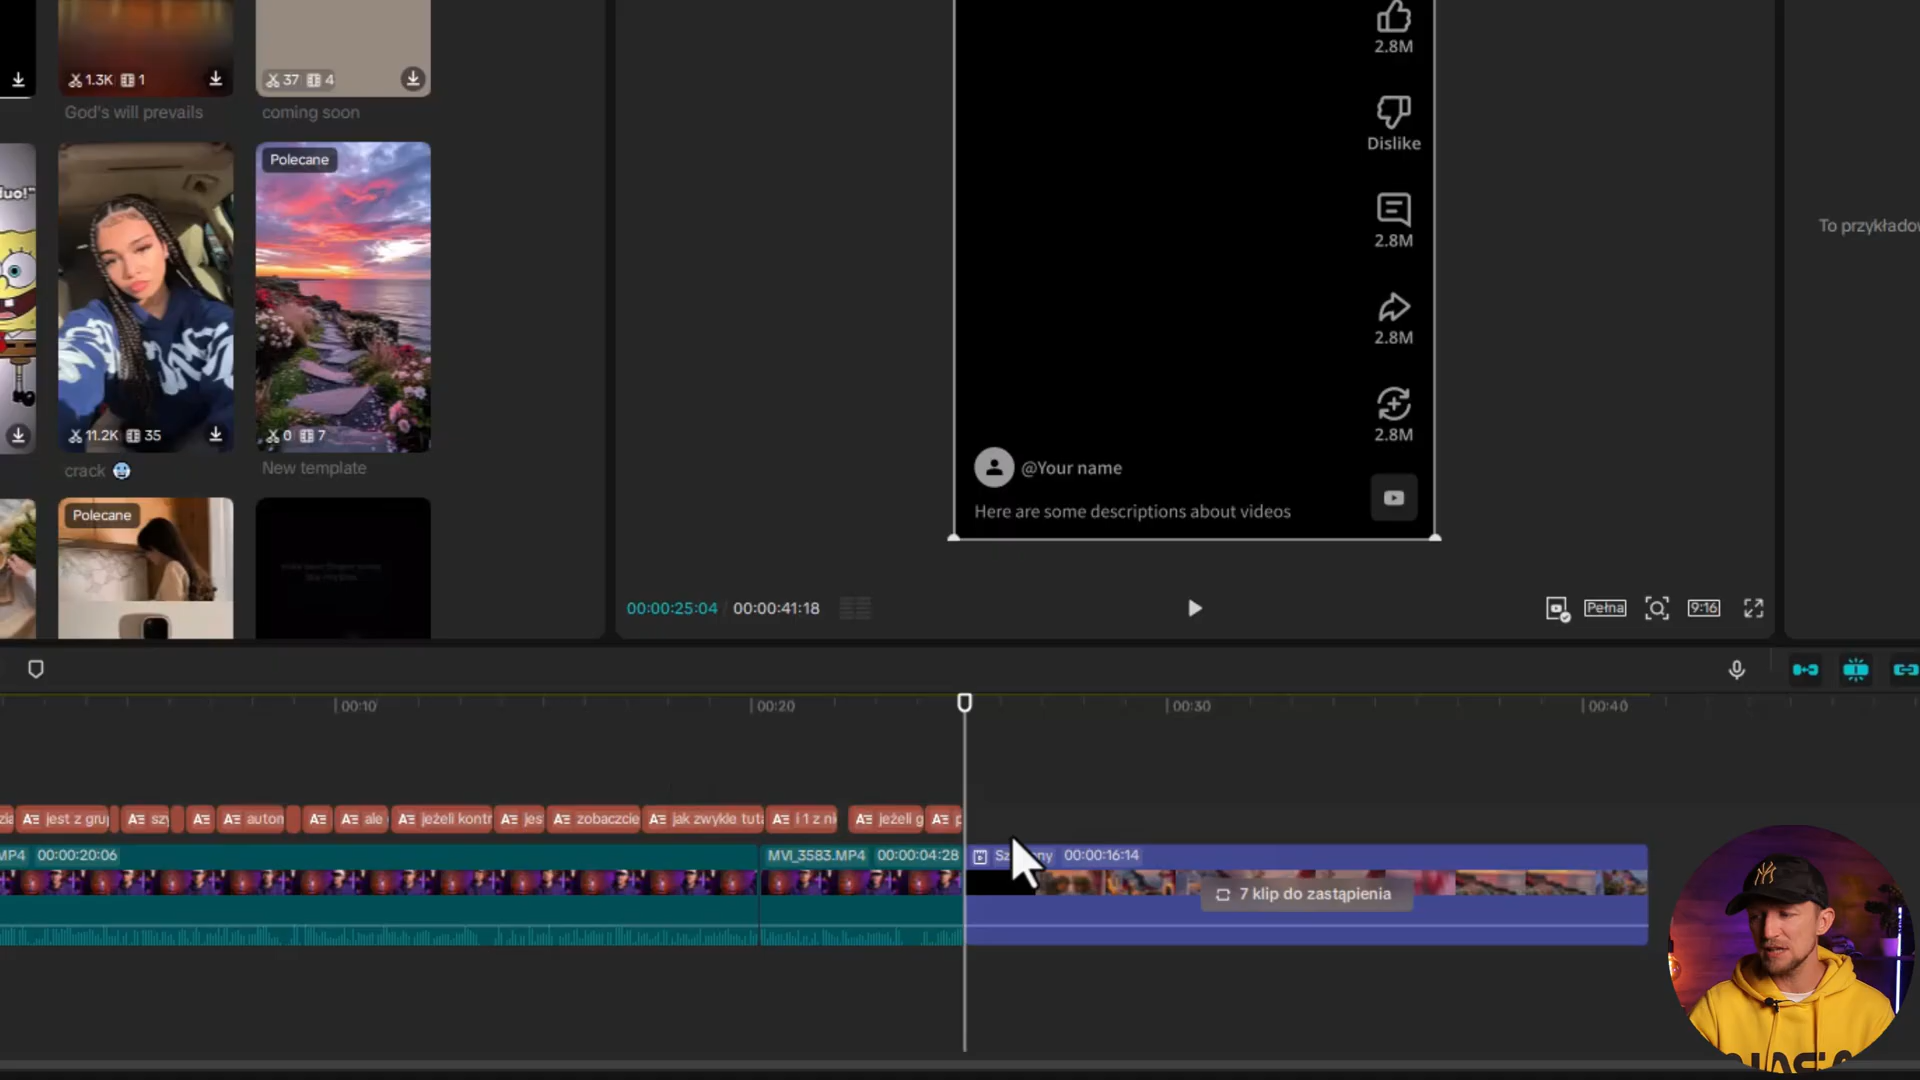 1.3K 1
God's will prevails
37 4
coming soon
duo!"
Polecane
11.2K 35
crack
0 7
New template
Polecane
2.8M
Dislike
2.8M
2.8M
2.8M
@Your name
Here are some descriptions about videos
To przykłado
00:00:25:04 / 00:00:41:18
Pełna
9:16
00:10
00:20
00:30
00:40
jest z gru
szy
auton
ale
jeżeli kontr
jes
zobaczcie
jak zwykle tuta
i 1 z ni
jeżeli g
p
MP4 00:00:20:06
MVI_3583.MP4 00:00:04:28
00:00:16:14
7 klip do zastąpienia